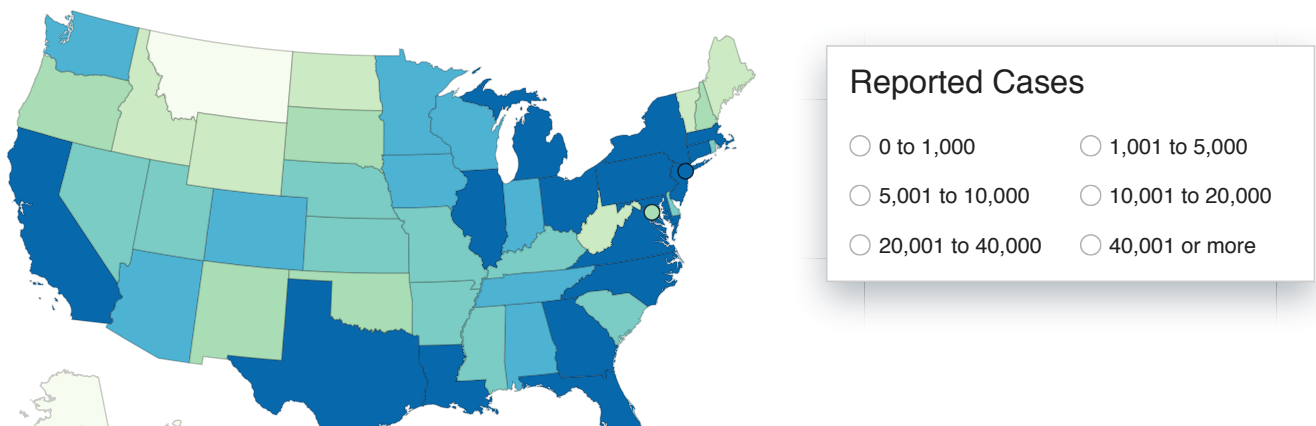 Reported Cases
0 to 1,000
1,001 to 5,000
5,001 to 10,000
10,001 to 20,000
20,001 to 40,000
40,001 or more